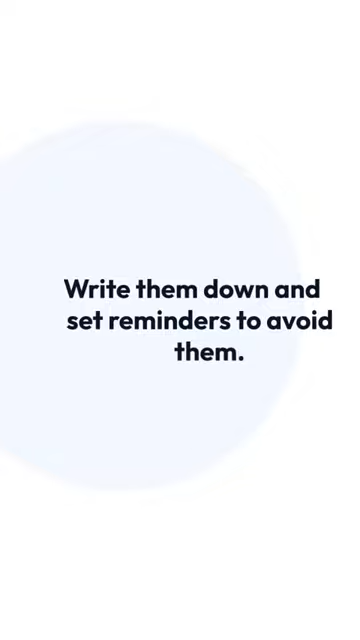 Write them down and
set reminders to avoid
them.